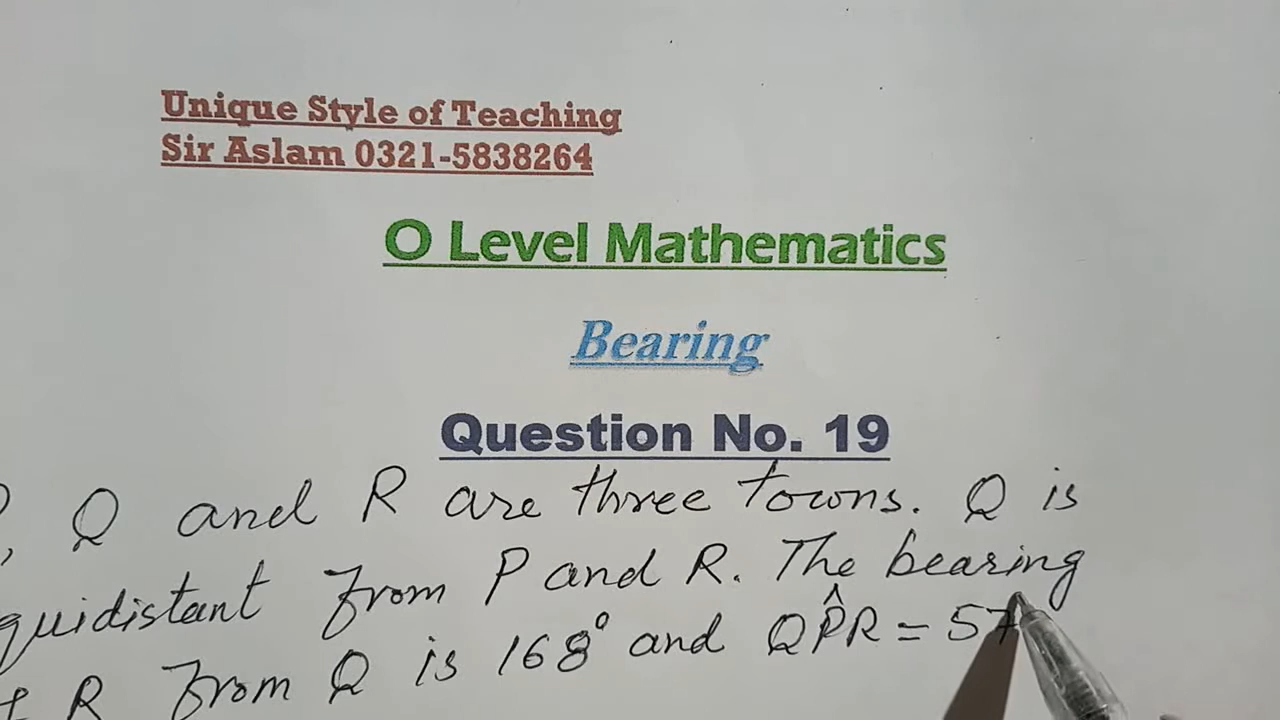 Unique Style of Teaching
Sir Aslam 0321-5838264
O Level Mathematics
Bearing
Question No. 19
, Q and R are three towns. Q is
quidistant from P and R. The bearing
R from Q is 168° and QP̂R = 57